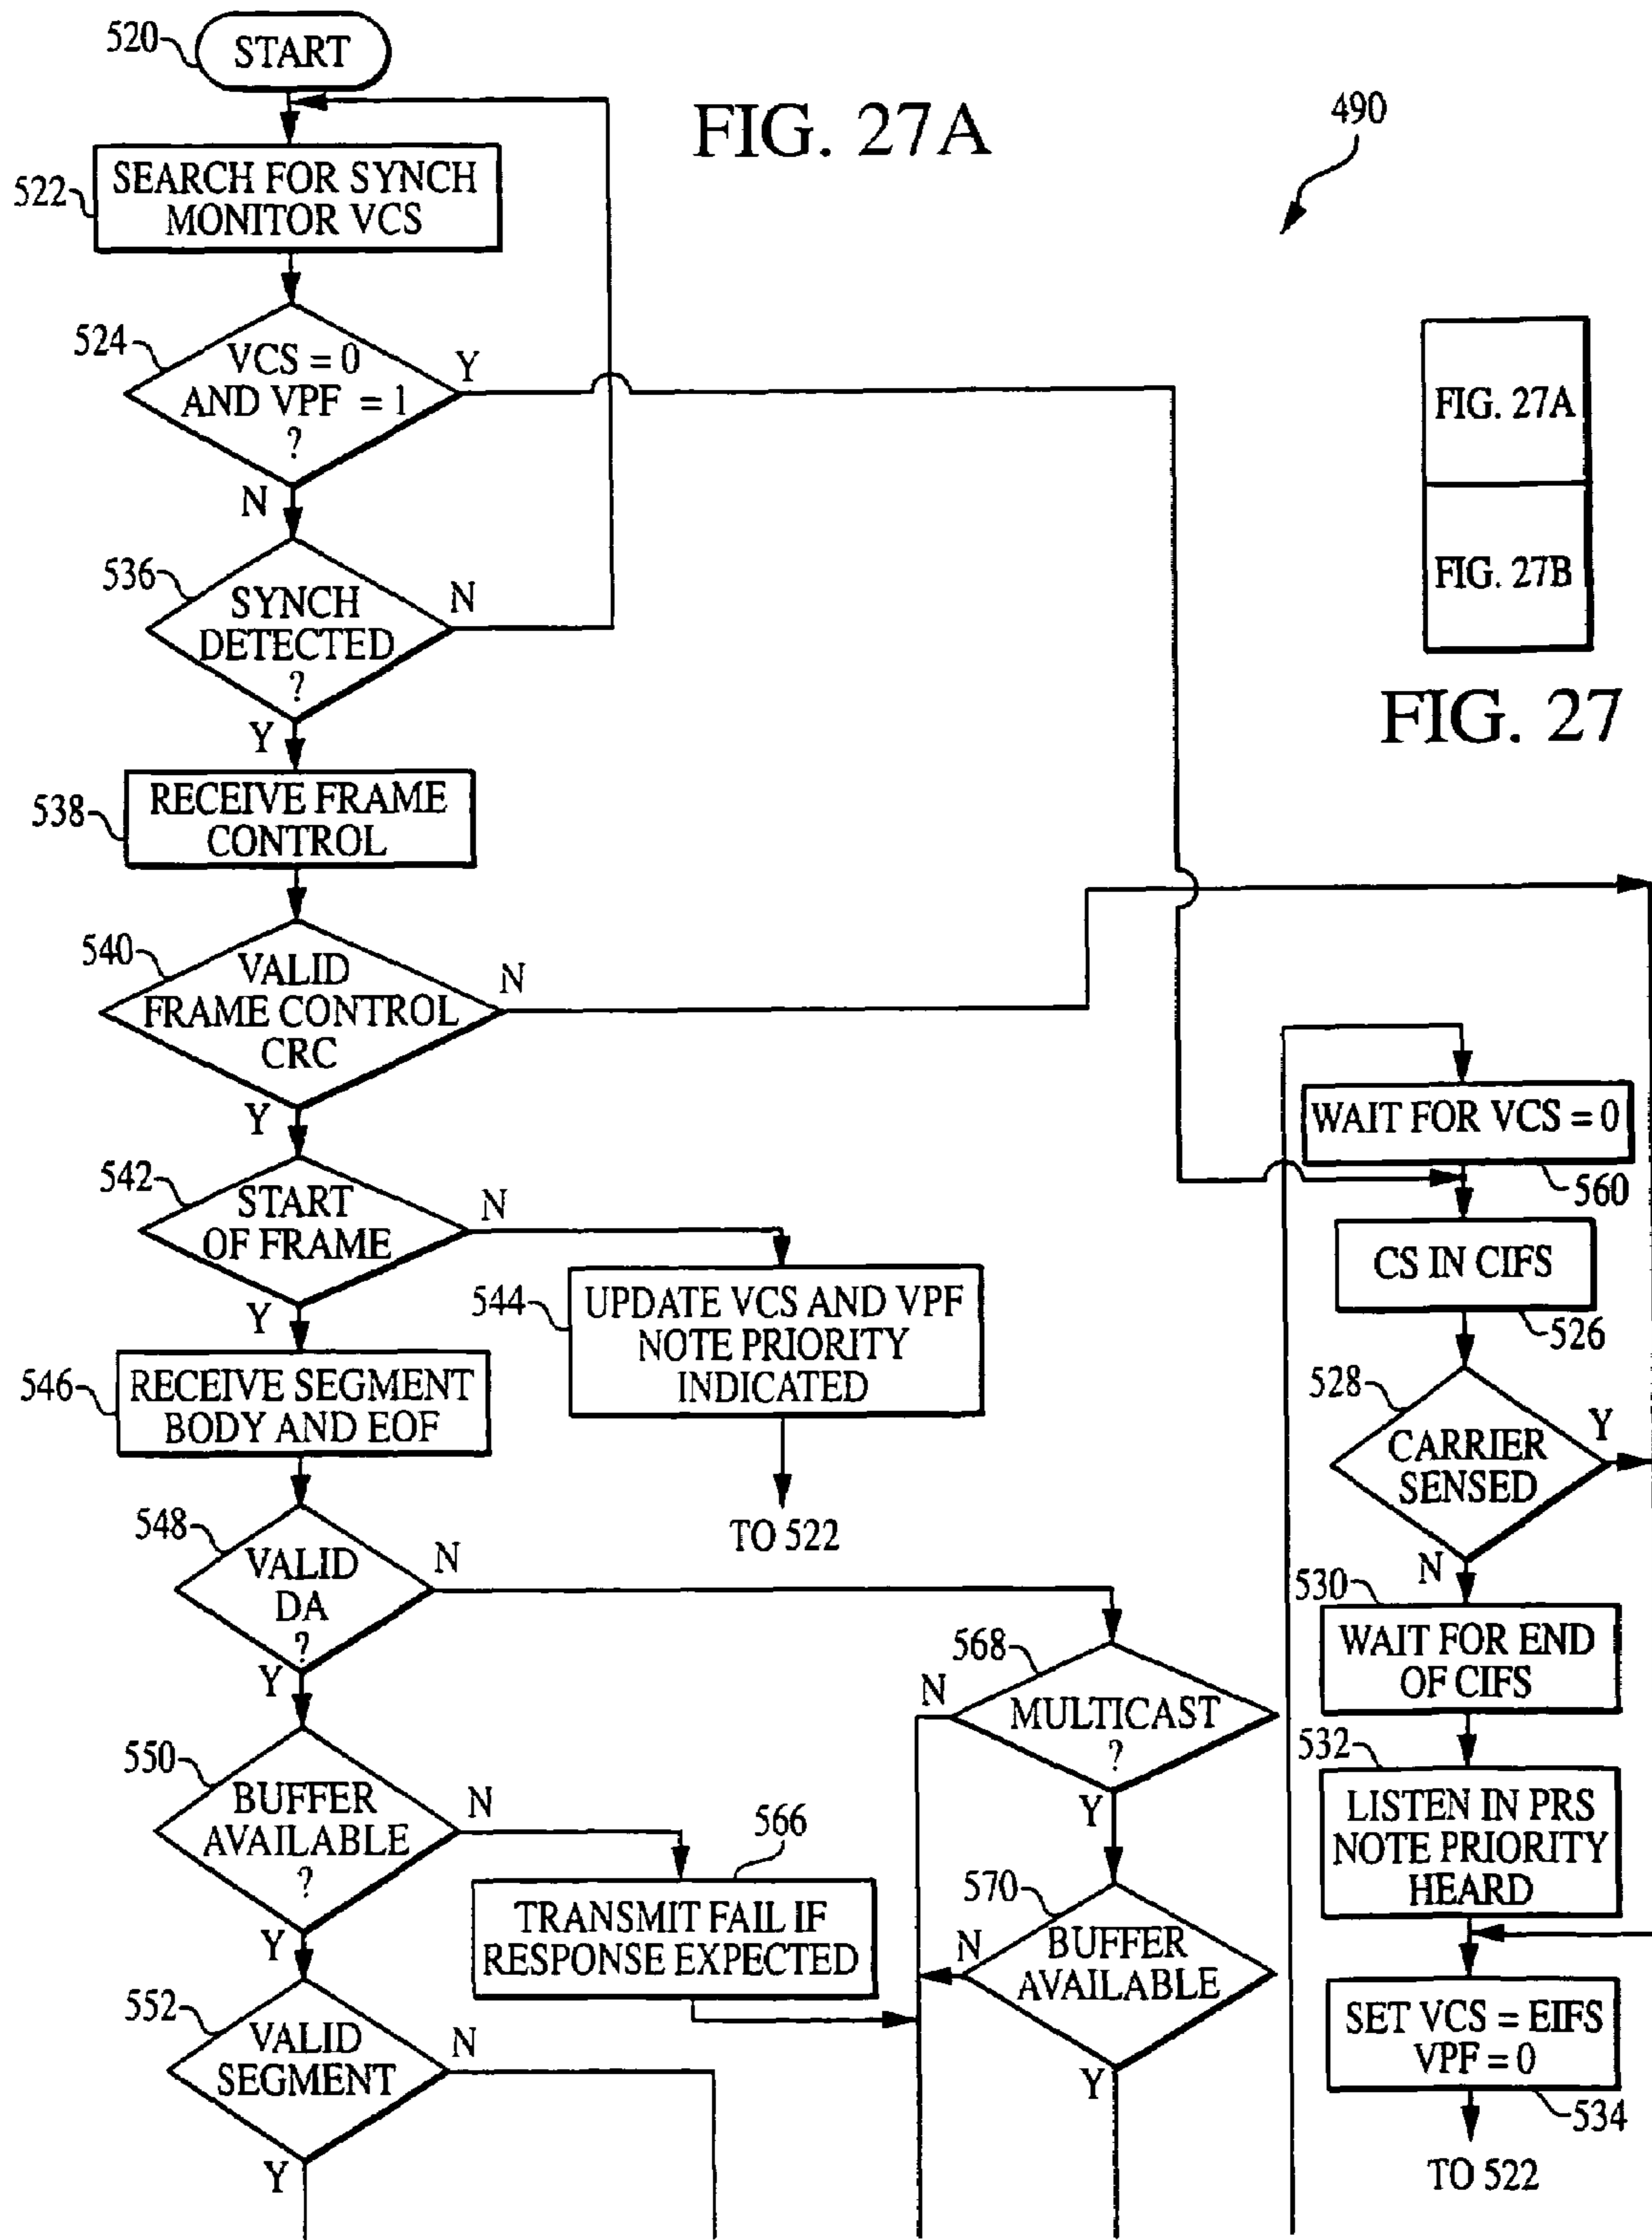 520
START
FIG. 27A
490
522
SEARCH FOR SYNCH
MONITOR VCS
524
VCS = 0
AND VPF = 1
?
Y
N
FIG. 27A
FIG. 27B
FIG. 27
536
SYNCH
DETECTED
?
N
Y
538
RECEIVE FRAME
CONTROL
540
VALID
FRAME CONTROL
CRC
N
Y
WAIT FOR VCS = 0
560
542
START
OF FRAME
N
Y
CS IN CIFS
526
544
UPDATE VCS AND VPF
NOTE PRIORITY
INDICATED
TO 522
546
RECEIVE SEGMENT
BODY AND EOF
528
CARRIER
SENSED
Y
N
548
VALID
DA
?
N
Y
530
WAIT FOR END
OF CIFS
568
MULTICAST
?
N
Y
550
BUFFER
AVAILABLE
?
N
Y
566
TRANSMIT FAIL IF
RESPONSE EXPECTED
532
LISTEN IN PRS
NOTE PRIORITY
HEARD
570
BUFFER
AVAILABLE
N
Y
552
VALID
SEGMENT
N
Y
SET VCS = EIFS
VPF = 0
534
TO 522